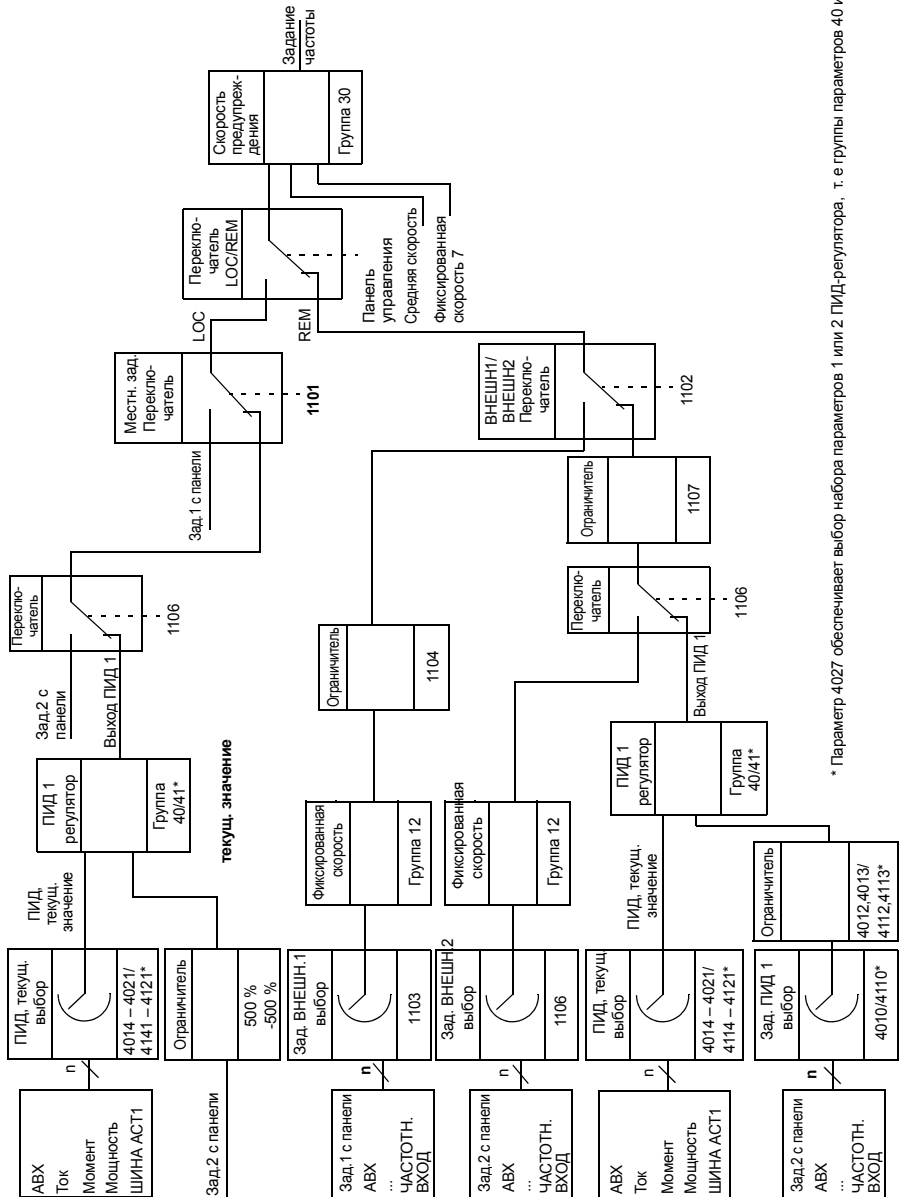 АВХ
Ток
Момент
Мощность
ШИНА ACT1
n
ПИД, текущ.
выбор
4014 – 4021/
4141 – 4121*
ПИД,
текущ.
значение
ПИД 1
регулятор
Группа
40/41*
Зад.2 с
панели
Выход ПИД 1
Переклю-
чатель
1106
Зад.2 с панели
Ограничитель
500 %
-500 %
текущ. значение
Зад.1 с панели
Местн. зад.
Переклю-
чатель
1101
LOC
REM
Переклю-
чатель
LOC/REM
Панель
управления
Средняя скорость
Фиксированная
скорость 7
Скорость
предупреж-
дения
Группа 30
Задание
частоты
Зад.1 с панели
АВХ
...
ЧАСТОТН.
ВХОД
n
Зад. ВНЕШН.1
выбор
1103
Фиксированная
скорость
Группа 12
Ограничитель
1104
ВНЕШН1/
ВНЕШН2
Переклю-
чатель
1102
Зад.2 с панели
АВХ
...
ЧАСТОТН.
ВХОД
n
Зад. ВНЕШН.2
выбор
1106
Фиксированная
скорость
Группа 12
Переклю-
чатель
1106
Ограничитель
1107
АВХ
Ток
Момент
Мощность
ШИНА ACT1
n
ПИД, текущ.
выбор
4014 – 4021/
4114 – 4121*
ПИД, текущ.
значение
ПИД 1
регулятор
Группа
40/41*
Выход ПИД 1
Зад.2 с панели
АВХ
...
ЧАСТОТН.
ВХОД
n
Зад. ПИД 1
выбор
4010/4110*
Ограничитель
4012,4013/
4112,4113*
* Параметр 4027 обеспечивает выбор набора параметров 1 или 2 ПИД-регулятора, т. е группы параметров 40 и